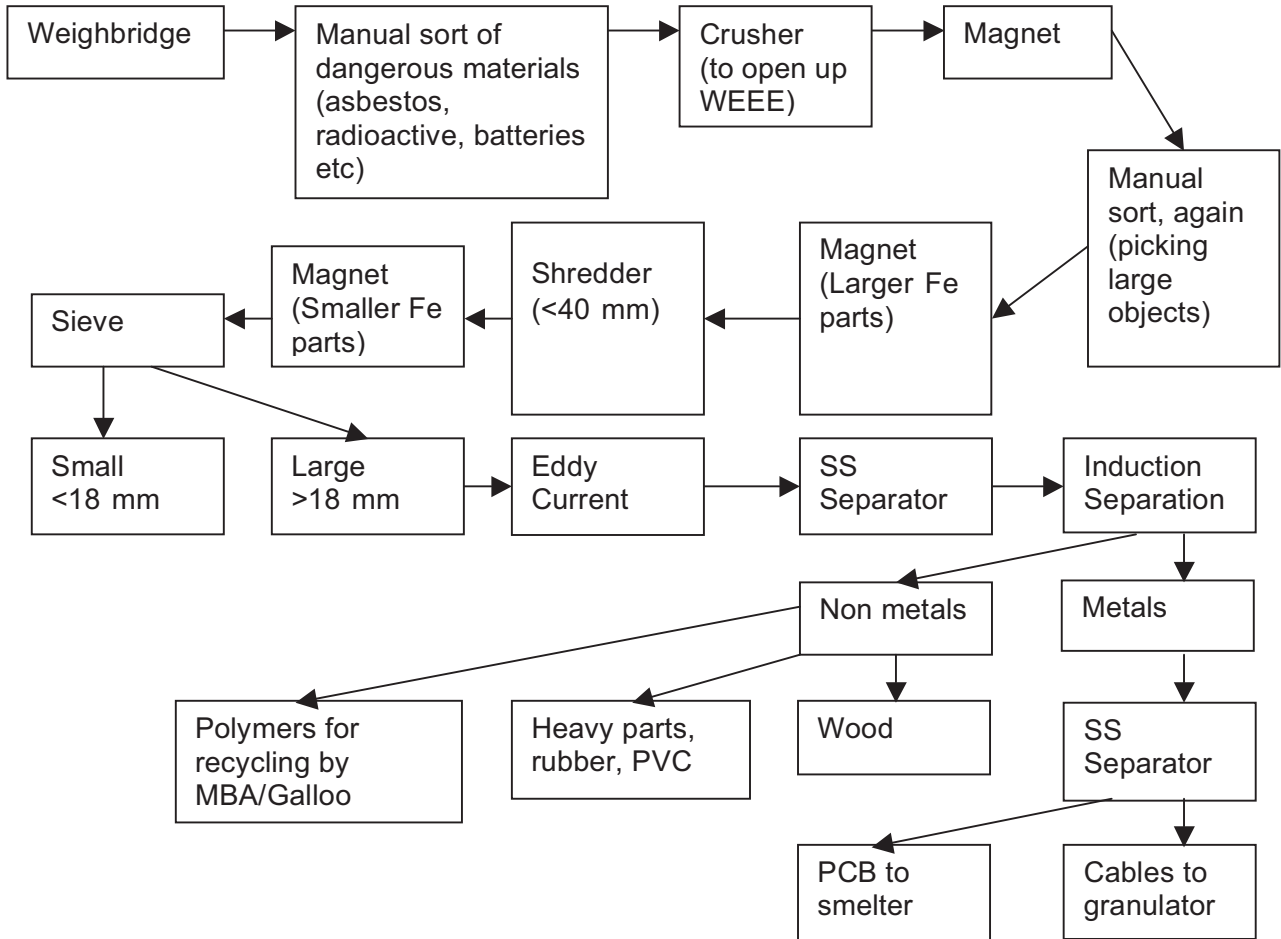 Weighbridge
Manual sort of
dangerous materials
(asbestos,
radioactive, batteries
etc)
Crusher
(to open up
WEEE)
Magnet
Manual
sort, again
(picking
large
objects)
Magnet
(Larger Fe
parts)
Shredder
(<40 mm)
Magnet
(Smaller Fe
parts)
Sieve
Small
<18 mm
Large
>18 mm
Eddy
Current
SS
Separator
Induction
Separation
Non metals
Metals
Polymers for
recycling by
MBA/Galloo
Heavy parts,
rubber, PVC
Wood
SS
Separator
PCB to
smelter
Cables to
granulator